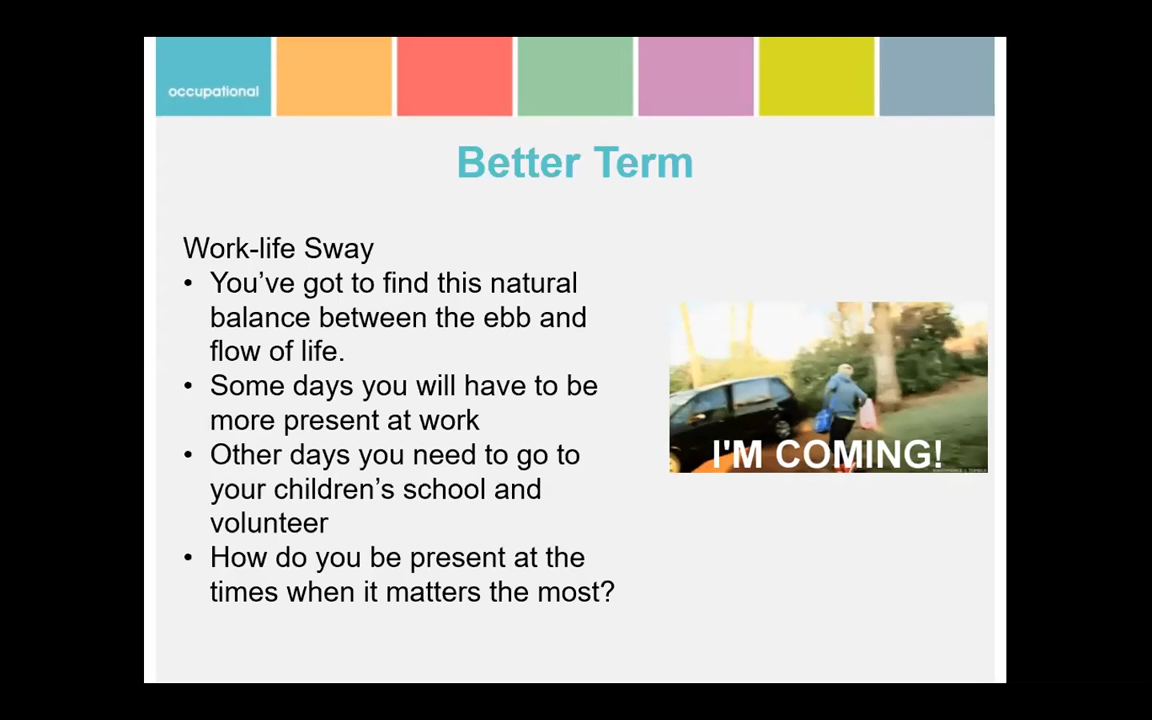 occupational
Better Term
Work-life Sway
• You’ve got to find this natural
balance between the ebb and
flow of life.
• Some days you will have to be
more present at work
• Other days you need to go to
your children’s school and
volunteer
• How do you be present at the
times when it matters the most?
I'M COMING!